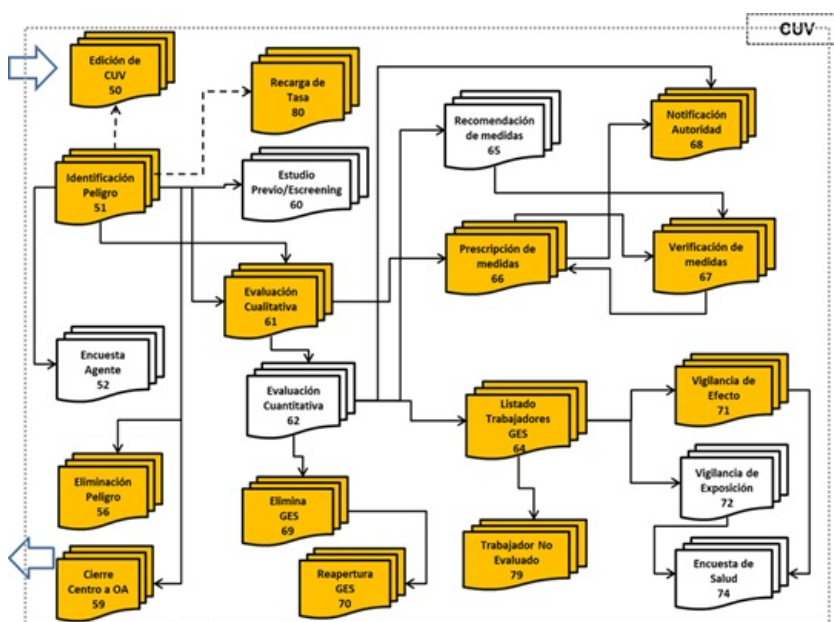 CUV
Edición de
CUV
50
Recarga de
Tasa
80
Recomendación
de medidas
65
Notificación
Autoridad
68
Identificación
Peligro
51
Estudio
Previo/Escreening
60
Prescripción de
medidas
66
Verificación de
medidas
67
Evaluación
Cualitativa
61
Encuesta
Agente
52
Evaluación
Cuantitativa
62
Listado
Trabajadores
GES
64
Vigilancia de
Efecto
71
Eliminación
Peligro
56
Elimina
GES
69
Vigilancia de
Exposición
72
Cierre
Centro a OA
59
Reapertura
GES
70
Trabajador No
Evaluado
79
Encuesta de
Salud
74